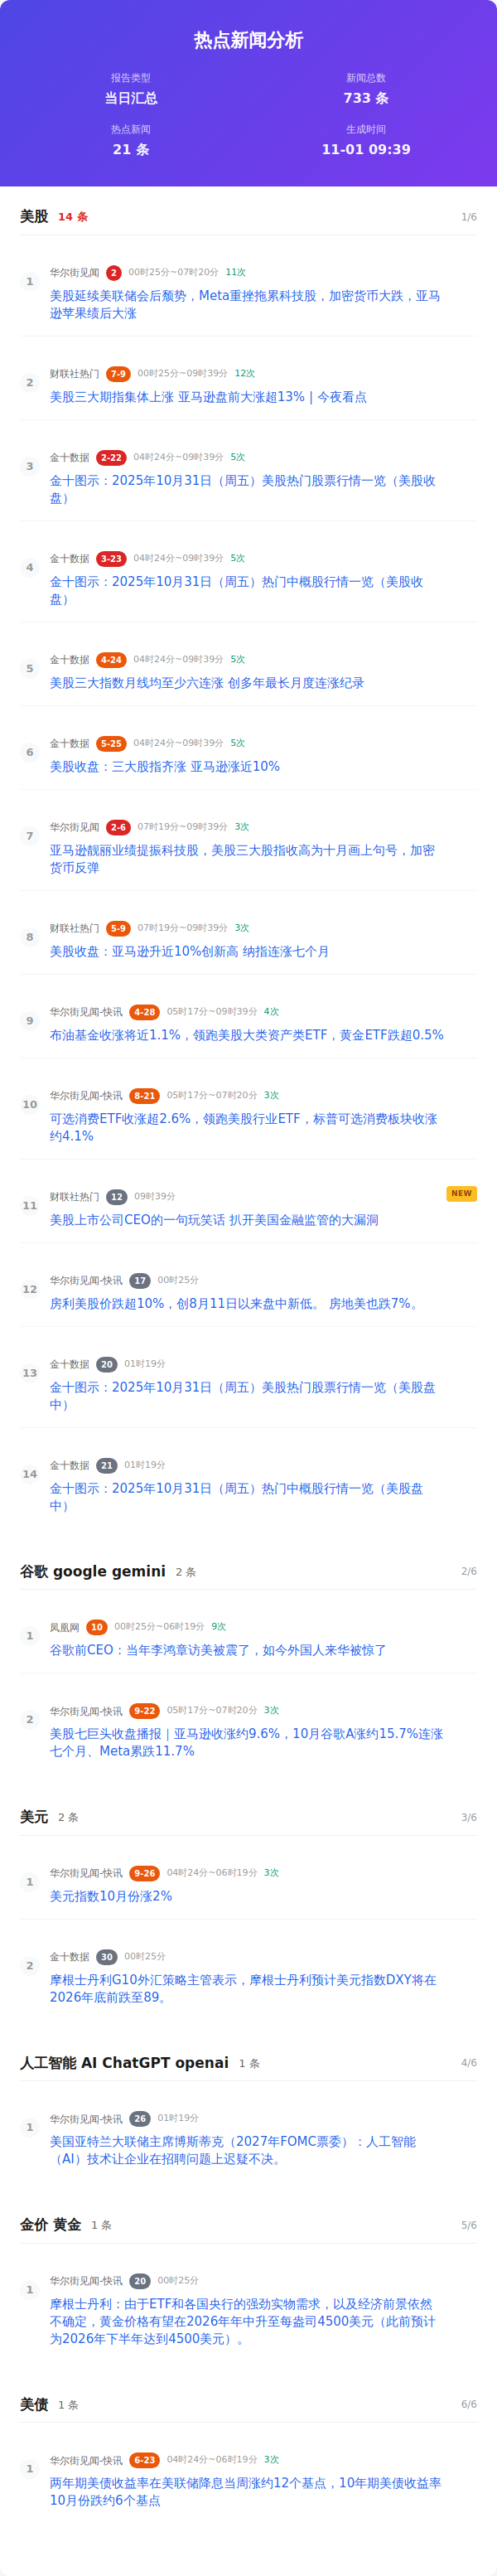 热点新闻分析
报告类型
新闻总数
当日汇总
733 条
热点新闻
生成时间
21 条
11-01 09:39
美股 14 条 1/6
1
华尔街见闻 2 00时25分~07时20分 11次
美股延续美联储会后颓势，Meta重挫拖累科技股，加密货币大跌，亚马
逊苹果绩后大涨
2
财联社热门 7-9 00时25分~09时39分 12次
美股三大期指集体上涨 亚马逊盘前大涨超13% | 今夜看点
3
金十数据 2-22 04时24分~09时39分 5次
金十图示：2025年10月31日（周五）美股热门股票行情一览（美股收
盘）
4
金十数据 3-23 04时24分~09时39分 5次
金十图示：2025年10月31日（周五）热门中概股行情一览（美股收
盘）
5
金十数据 4-24 04时24分~09时39分 5次
美股三大指数月线均至少六连涨 创多年最长月度连涨纪录
6
金十数据 5-25 04时24分~09时39分 5次
美股收盘：三大股指齐涨 亚马逊涨近10%
7
华尔街见闻 2-6 07时19分~09时39分 3次
亚马逊靓丽业绩提振科技股，美股三大股指收高为十月画上句号，加密
货币反弹
8
财联社热门 5-9 07时19分~09时39分 3次
美股收盘：亚马逊升近10%创新高 纳指连涨七个月
9
华尔街见闻-快讯 4-28 05时17分~09时39分 4次
布油基金收涨将近1.1%，领跑美股大类资产类ETF，黄金ETF跌超0.5%
10
华尔街见闻-快讯 8-21 05时17分~07时20分 3次
可选消费ETF收涨超2.6%，领跑美股行业ETF，标普可选消费板块收涨
约4.1%
11
财联社热门 12 09时39分
NEW
美股上市公司CEO的一句玩笑话 扒开美国金融监管的大漏洞
12
华尔街见闻-快讯 17 00时25分
房利美股价跌超10%，创8月11日以来盘中新低。 房地美也跌7%。
13
金十数据 20 01时19分
金十图示：2025年10月31日（周五）美股热门股票行情一览（美股盘
中）
14
金十数据 21 01时19分
金十图示：2025年10月31日（周五）热门中概股行情一览（美股盘
中）
谷歌 google gemini 2 条 2/6
1
凤凰网 10 00时25分~06时19分 9次
谷歌前CEO：当年李鸿章访美被震了，如今外国人来华被惊了
2
华尔街见闻-快讯 9-22 05时17分~07时20分 3次
美股七巨头收盘播报｜亚马逊收涨约9.6%，10月谷歌A涨约15.7%连涨
七个月、Meta累跌11.7%
美元 2 条 3/6
1
华尔街见闻-快讯 9-26 04时24分~06时19分 3次
美元指数10月份涨2%
2
金十数据 30 00时25分
摩根士丹利G10外汇策略主管表示，摩根士丹利预计美元指数DXY将在
2026年底前跌至89。
人工智能 AI ChatGPT openai 1 条 4/6
1
华尔街见闻-快讯 26 01时19分
美国亚特兰大联储主席博斯蒂克（2027年FOMC票委）：人工智能
（AI）技术让企业在招聘问题上迟疑不决。
金价 黄金 1 条 5/6
1
华尔街见闻-快讯 20 00时25分
摩根士丹利：由于ETF和各国央行的强劲实物需求，以及经济前景依然
不确定，黄金价格有望在2026年年中升至每盎司4500美元（此前预计
为2026年下半年达到4500美元）。
美债 1 条 6/6
1
华尔街见闻-快讯 6-23 04时24分~06时19分 3次
两年期美债收益率在美联储降息当周涨约12个基点，10年期美债收益率
10月份跌约6个基点